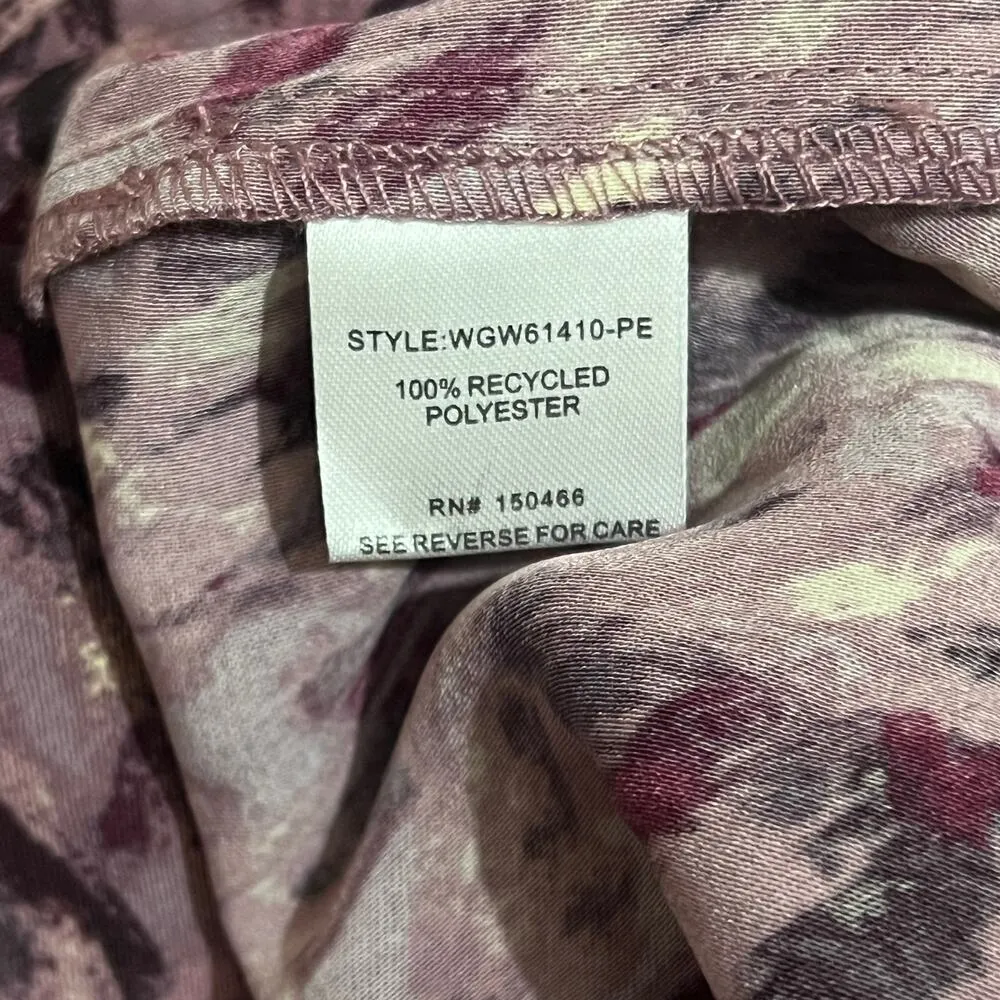 STYLE:WGW61410-PE
100% RECYCLED
POLYESTER
RN# 150466
SEE REVERSE FOR CARE